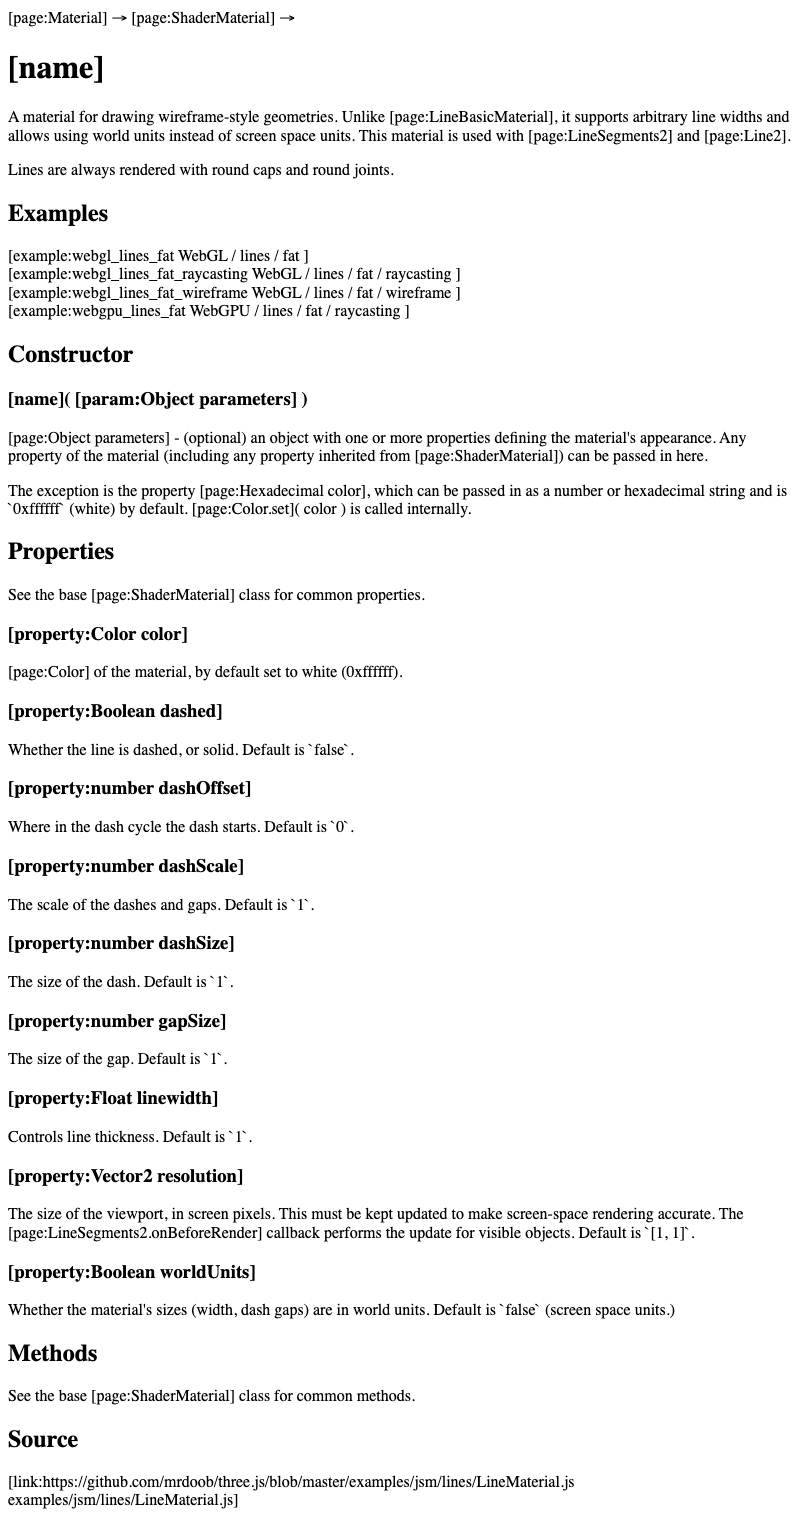 [page:Material] → [page:ShaderMaterial] →
[name]
A material for drawing wireframe-style geometries. Unlike [page:LineBasicMaterial], it supports arbitrary line widths and
allows using world units instead of screen space units. This material is used with [page:LineSegments2] and [page:Line2].
Lines are always rendered with round caps and round joints.
Examples
[example:webgl_lines_fat WebGL / lines / fat ]
[example:webgl_lines_fat_raycasting WebGL / lines / fat / raycasting ]
[example:webgl_lines_fat_wireframe WebGL / lines / fat / wireframe ]
[example:webgpu_lines_fat WebGPU / lines / fat / raycasting ]
Constructor
[name]( [param:Object parameters] )
[page:Object parameters] - (optional) an object with one or more properties defining the material's appearance. Any
property of the material (including any property inherited from [page:ShaderMaterial]) can be passed in here.
The exception is the property [page:Hexadecimal color], which can be passed in as a number or hexadecimal string and is
`0xffffff` (white) by default. [page:Color.set]( color ) is called internally.
Properties
See the base [page:ShaderMaterial] class for common properties.
[property:Color color]
[page:Color] of the material, by default set to white (0xffffff).
[property:Boolean dashed]
Whether the line is dashed, or solid. Default is `false`.
[property:number dashOffset]
Where in the dash cycle the dash starts. Default is `0`.
[property:number dashScale]
The scale of the dashes and gaps. Default is `1`.
[property:number dashSize]
The size of the dash. Default is `1`.
[property:number gapSize]
The size of the gap. Default is `1`.
[property:Float linewidth]
Controls line thickness. Default is `1`.
[property:Vector2 resolution]
The size of the viewport, in screen pixels. This must be kept updated to make screen-space rendering accurate. The
[page:LineSegments2.onBeforeRender] callback performs the update for visible objects. Default is `[1, 1]`.
[property:Boolean worldUnits]
Whether the material's sizes (width, dash gaps) are in world units. Default is `false` (screen space units.)
Methods
See the base [page:ShaderMaterial] class for common methods.
Source
[link:https://github.com/mrdoob/three.js/blob/master/examples/jsm/lines/LineMaterial.js
examples/jsm/lines/LineMaterial.js]